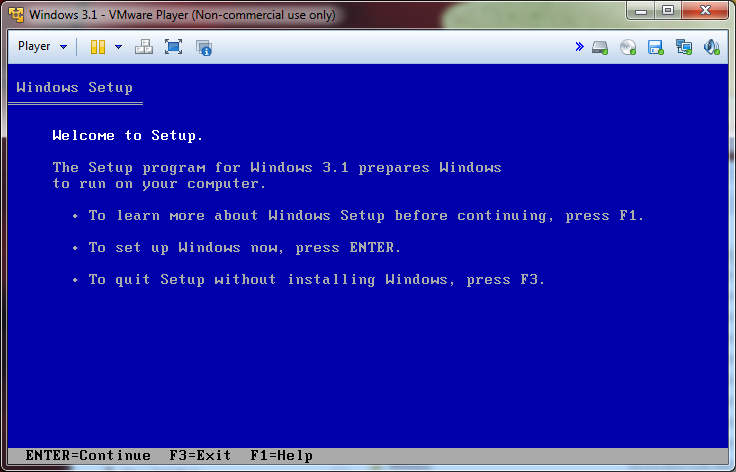 Windows 3.1 - VMware Player (Non-commercial use only)
Player
Windows Setup
Welcome to Setup.
The Setup program for Windows 3.1 prepares Windows
to run on your computer.
• To learn more about Windows Setup before continuing, press F1.
• To set up Windows now, press ENTER.
• To quit Setup without installing Windows, press F3.
ENTER=Continue F3=Exit F1=Help